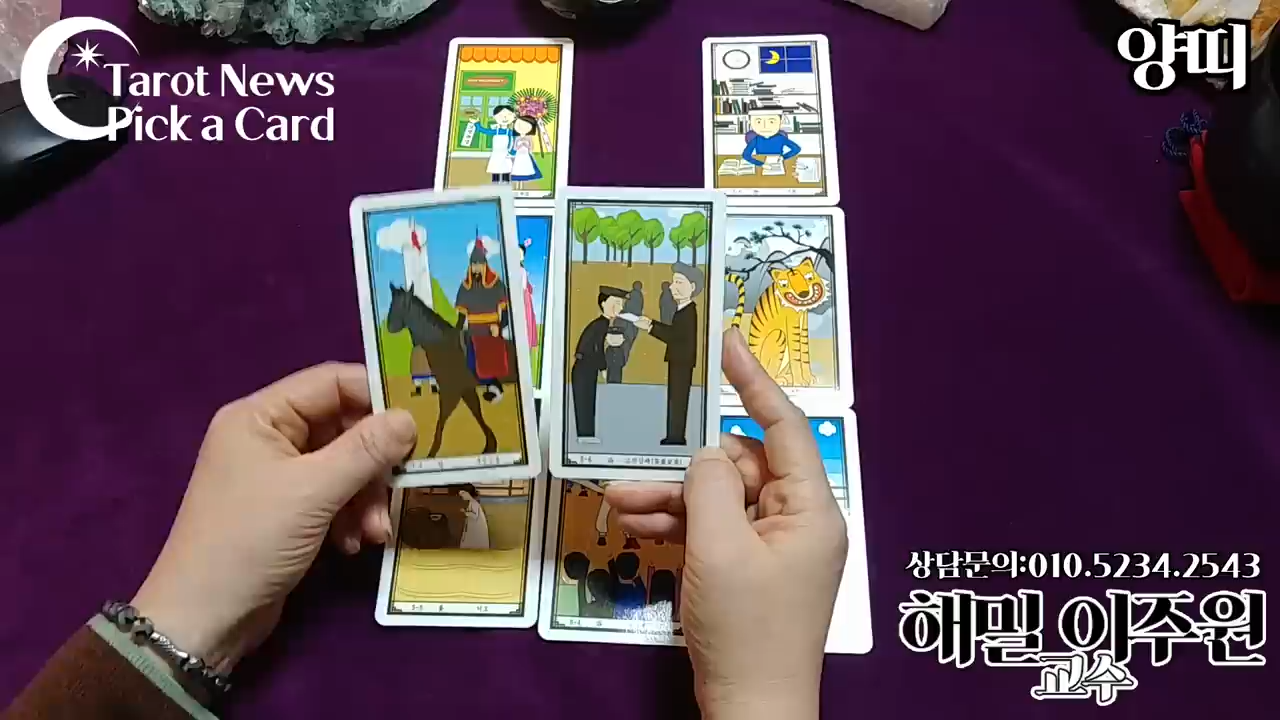 Tarot News
Pick a Card
양띠
상담문의:010.5234.2543
해밀 이주원
교수